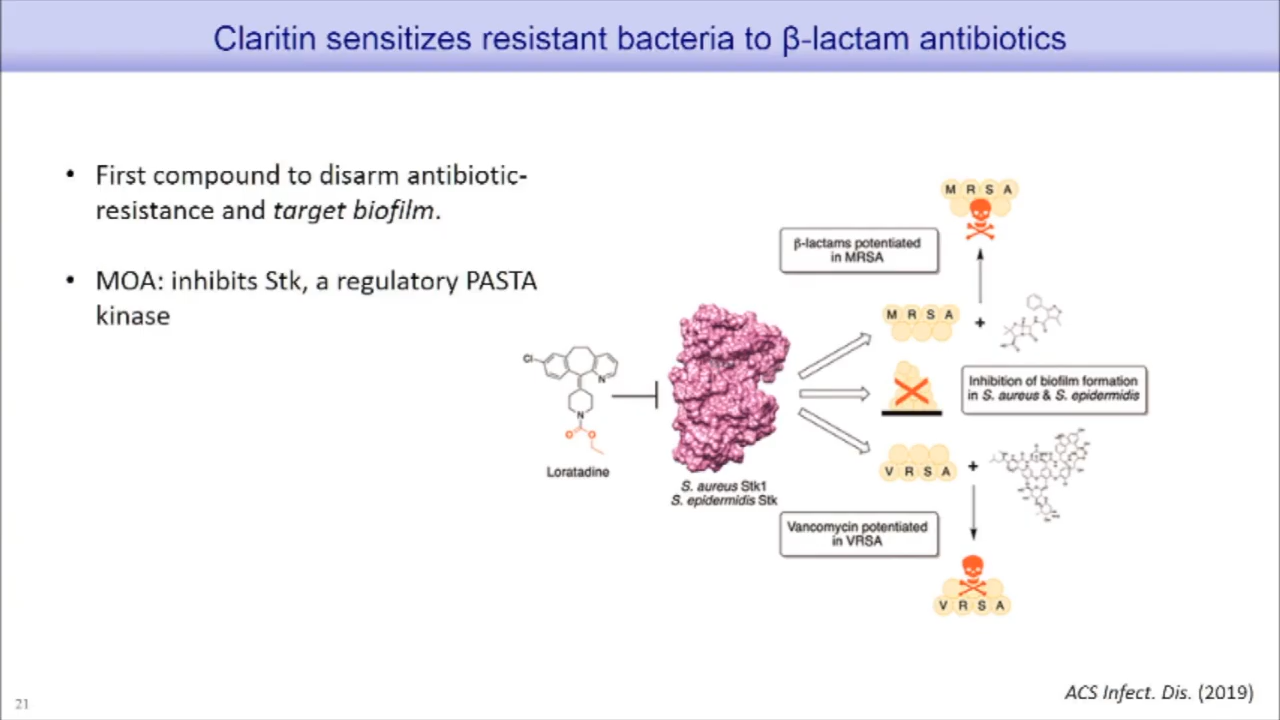 Claritin sensitizes resistant bacteria to β-lactam antibiotics
• First compound to disarm antibiotic-
resistance and target biofilm.
• MOA: inhibits Stk, a regulatory PASTA
kinase
Cl
N
N
O
O
Loratadine
S. aureus Stk1
S. epidermidis Stk
M R S A
β-lactams potentiated
in MRSA
M R S A
+
Inhibition of biofilm formation
in S. aureus & S. epidermidis
V R S A
+
Vancomycin potentiated
in VRSA
V R S A
ACS Infect. Dis. (2019)
21